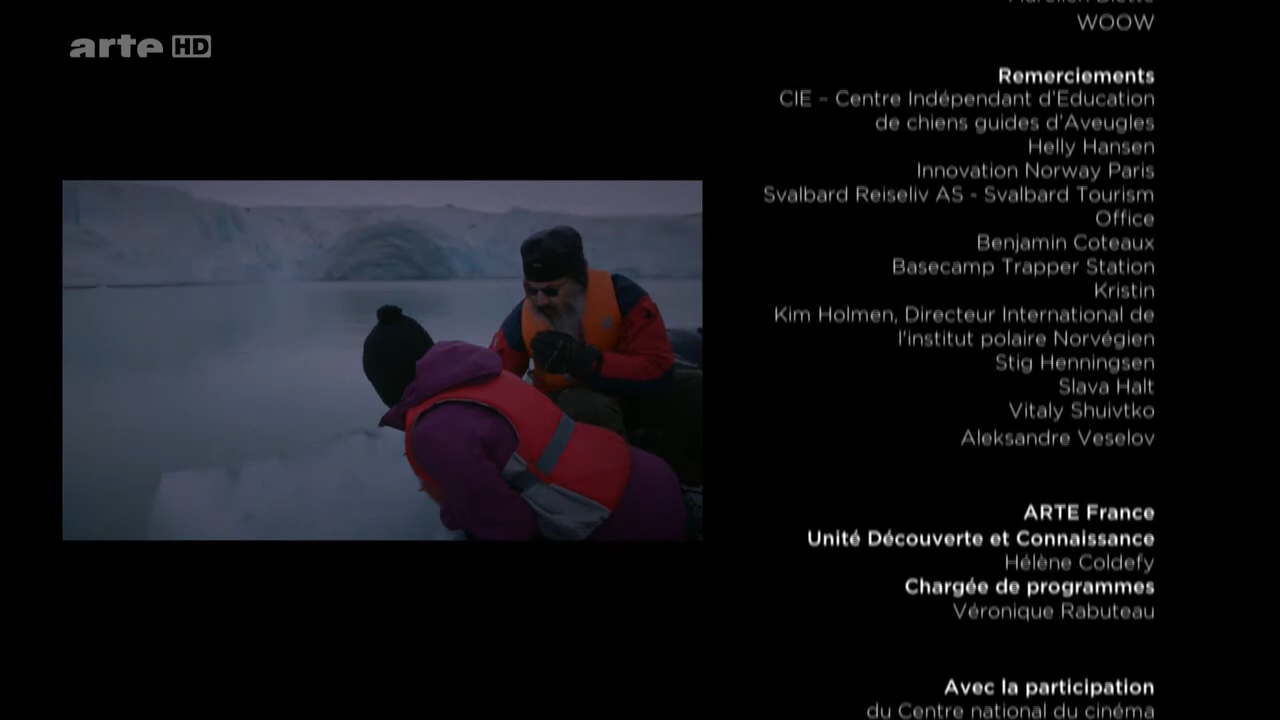 arte HD
WOOW
Remerciements
CIE – Centre Indépendant d'Education
de chiens guides d'Aveugles
Helly Hansen
Innovation Norway Paris
Svalbard Reiseliv AS - Svalbard Tourism
Office
Benjamin Coteaux
Basecamp Trapper Station
Kristin
Kim Holmen, Directeur International de
l'institut polaire Norvégien
Stig Henningsen
Slava Halt
Vitaly Shuivtko
Aleksandre Veselov
ARTE France
Unité Découverte et Connaissance
Hélène Coldefy
Chargée de programmes
Véronique Rabuteau
Avec la participation
du Centre national du cinéma